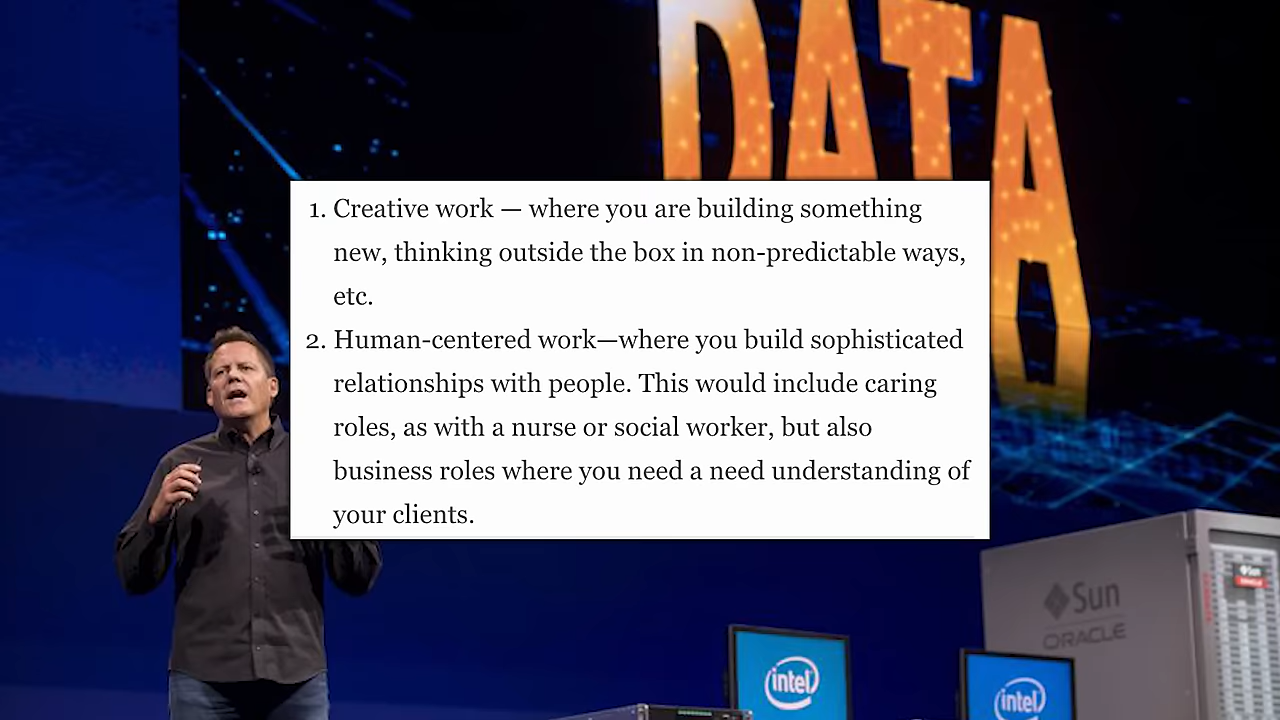 DATA
1. Creative work — where you are building something
new, thinking outside the box in non-predictable ways,
etc.
2. Human-centered work—where you build sophisticated
relationships with people. This would include caring
roles, as with a nurse or social worker, but also
business roles where you need a need understanding of
your clients.
Sun
ORACLE
intel
intel